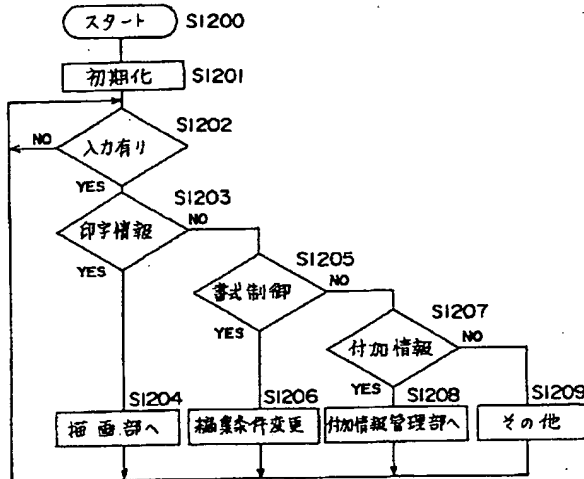 スタート S1200
初期化 S1201
S1202
NO 入力有り
YES S1203
印字情報 NO
YES S1205
書式制御 NO
YES S1207
付加情報 NO
YES
S1204 S1206 S1208 S1209
描画部へ 編集条件変更 付加情報管理部へ その他